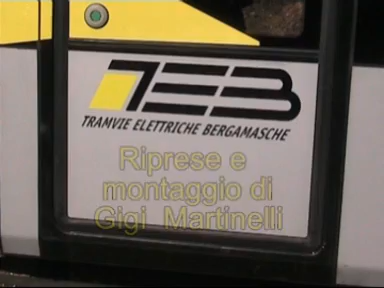 TEB
TRAMVIE ELETTRICHE BERGAMASCHE
Riprese e
montaggio di
Gigi Martinelli